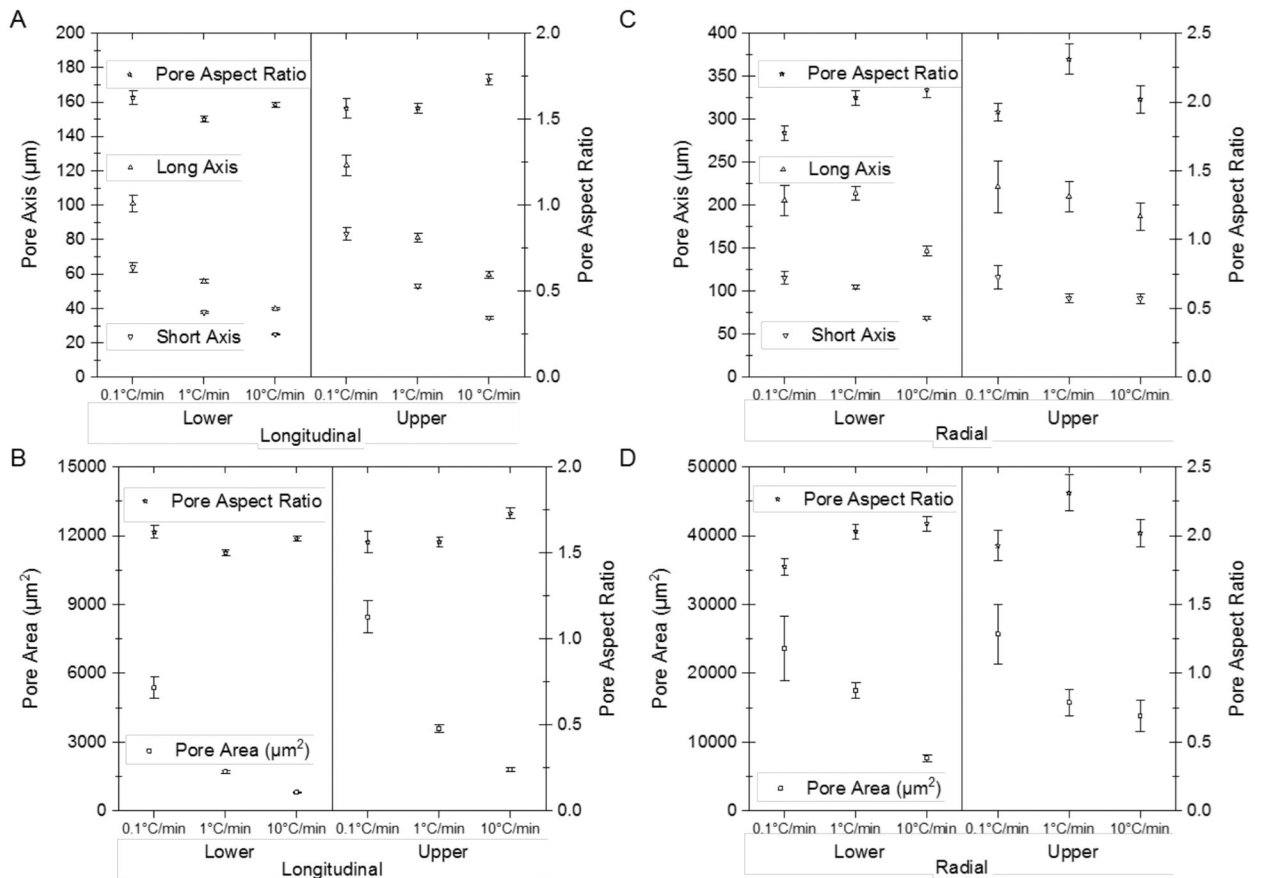 A
Pore Axis (µm)
200
180
160
140
120
100
80
60
40
20
0
Pore Aspect Ratio
Long Axis
Short Axis
2.0
1.5
1.0
0.5
0.0
Pore Aspect Ratio
0.1°C/min 1°C/min 10°C/min 0.1°C/min 1°C/min 10 °C/min
Lower Upper
Longitudinal
C
Pore Axis (µm)
400
350
300
250
200
150
100
50
0
Pore Aspect Ratio
Long Axis
Short Axis
2.5
2.0
1.5
1.0
0.5
0.0
Pore Aspect Ratio
0.1°C/min 1°C/min 10°C/min 0.1°C/min 1°C/min 10°C/min
Lower Upper
Radial
B
Pore Area (µm²)
15000
12000
9000
6000
3000
0
Pore Aspect Ratio
Pore Area (µm²)
2.0
1.5
1.0
0.5
0.0
Pore Aspect Ratio
0.1°C/min 1°C/min 10°C/min 0.1°C/min 1°C/min 10°C/min
Lower Upper
Longitudinal
D
Pore Area (µm²)
50000
40000
30000
20000
10000
0
Pore Aspect Ratio
Pore Area (µm²)
2.5
2.0
1.5
1.0
0.5
0.0
Pore Aspect Ratio
0.1°C/min 1°C/min 10°C/min 0.1°C/min 1°C/min 10°C/min
Lower Upper
Radial